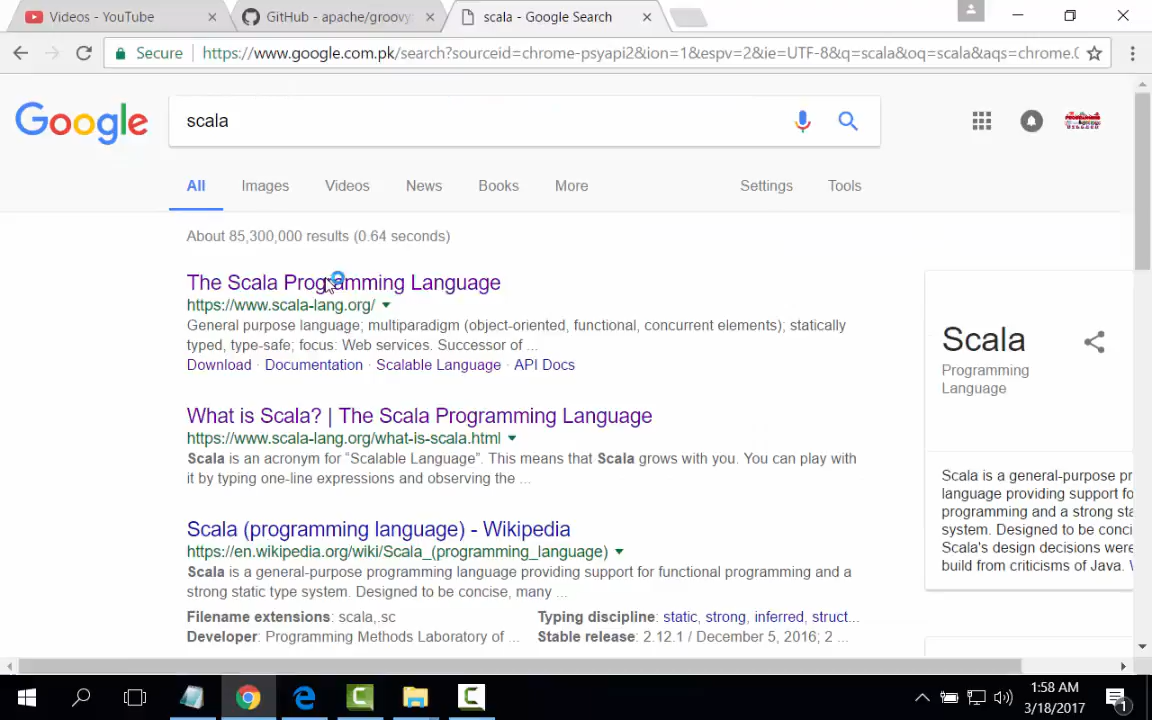 Videos - YouTube
GitHub - apache/groovy
scala - Google Search
Secure
https://www.google.com.pk/search?sourceid=chrome-psyapi2&ion=1&espv=2&ie=UTF-8&q=scala&oq=scala&aqs=chrome.0
Google
scala
All
Images
Videos
News
Books
More
Settings
Tools
About 85,300,000 results (0.64 seconds)
The Scala Programming Language
https://www.scala-lang.org/
General purpose language; multiparadigm (object-oriented, functional, concurrent elements); statically
typed, type-safe; focus: Web services. Successor of ...
Download · Documentation · Scalable Language · API Docs
What is Scala? | The Scala Programming Language
https://www.scala-lang.org/what-is-scala.html
Scala is an acronym for “Scalable Language”. This means that Scala grows with you. You can play with
it by typing one-line expressions and observing the ...
Scala (programming language) - Wikipedia
https://en.wikipedia.org/wiki/Scala_(programming_language)
Scala is a general-purpose programming language providing support for functional programming and a
strong static type system. Designed to be concise, many ...
Filename extensions: scala,.sc
Typing discipline: static, strong, inferred, struct...
Developer: Programming Methods Laboratory of ...
Stable release: 2.12.1 / December 5, 2016; 2 ...
Scala
Programming
Language
Scala is a general-purpose pr
language providing support fo
programming and a strong sta
system. Designed to be conci
Scala's design decisions were
build from criticisms of Java. W
1:58 AM
3/18/2017
1